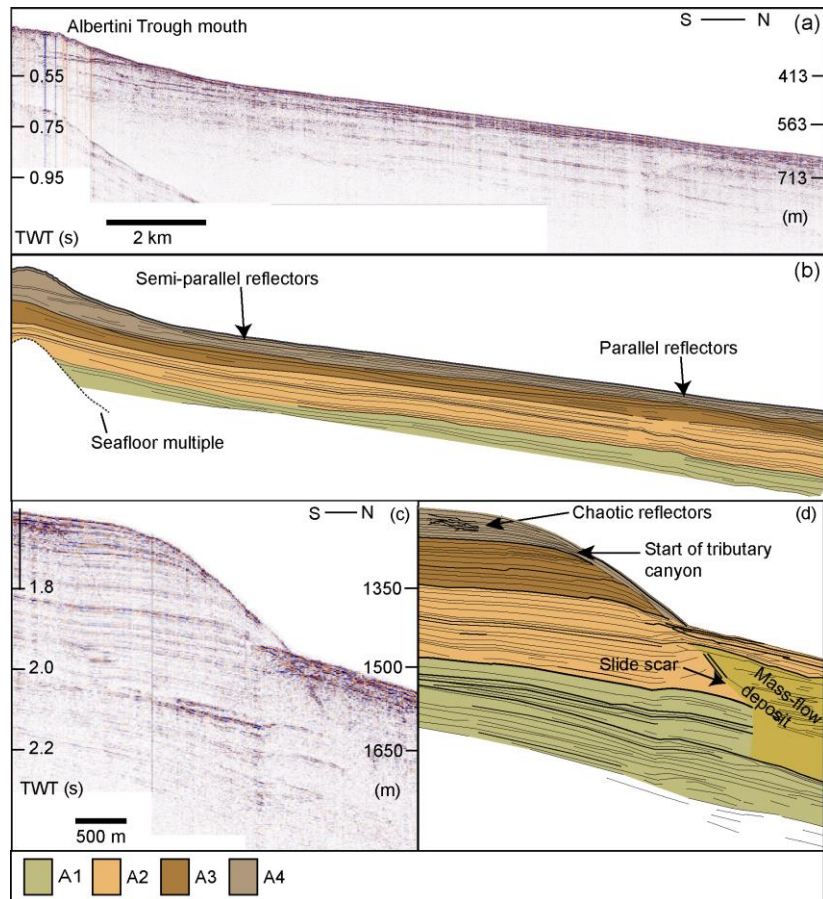 Albertini Trough mouth
S — N
(a)
0.55
413
0.75
563
0.95
713
TWT (s)
2 km
(m)
(b)
Semi-parallel reflectors
Parallel reflectors
Seafloor multiple
S — N
(c)
1.8
1350
2.0
1500
2.2
1650
TWT (s)
(m)
500 m
(d)
Chaotic reflectors
Start of tributary
canyon
Slide scar
Mass-flow
deposit
A1
A2
A3
A4